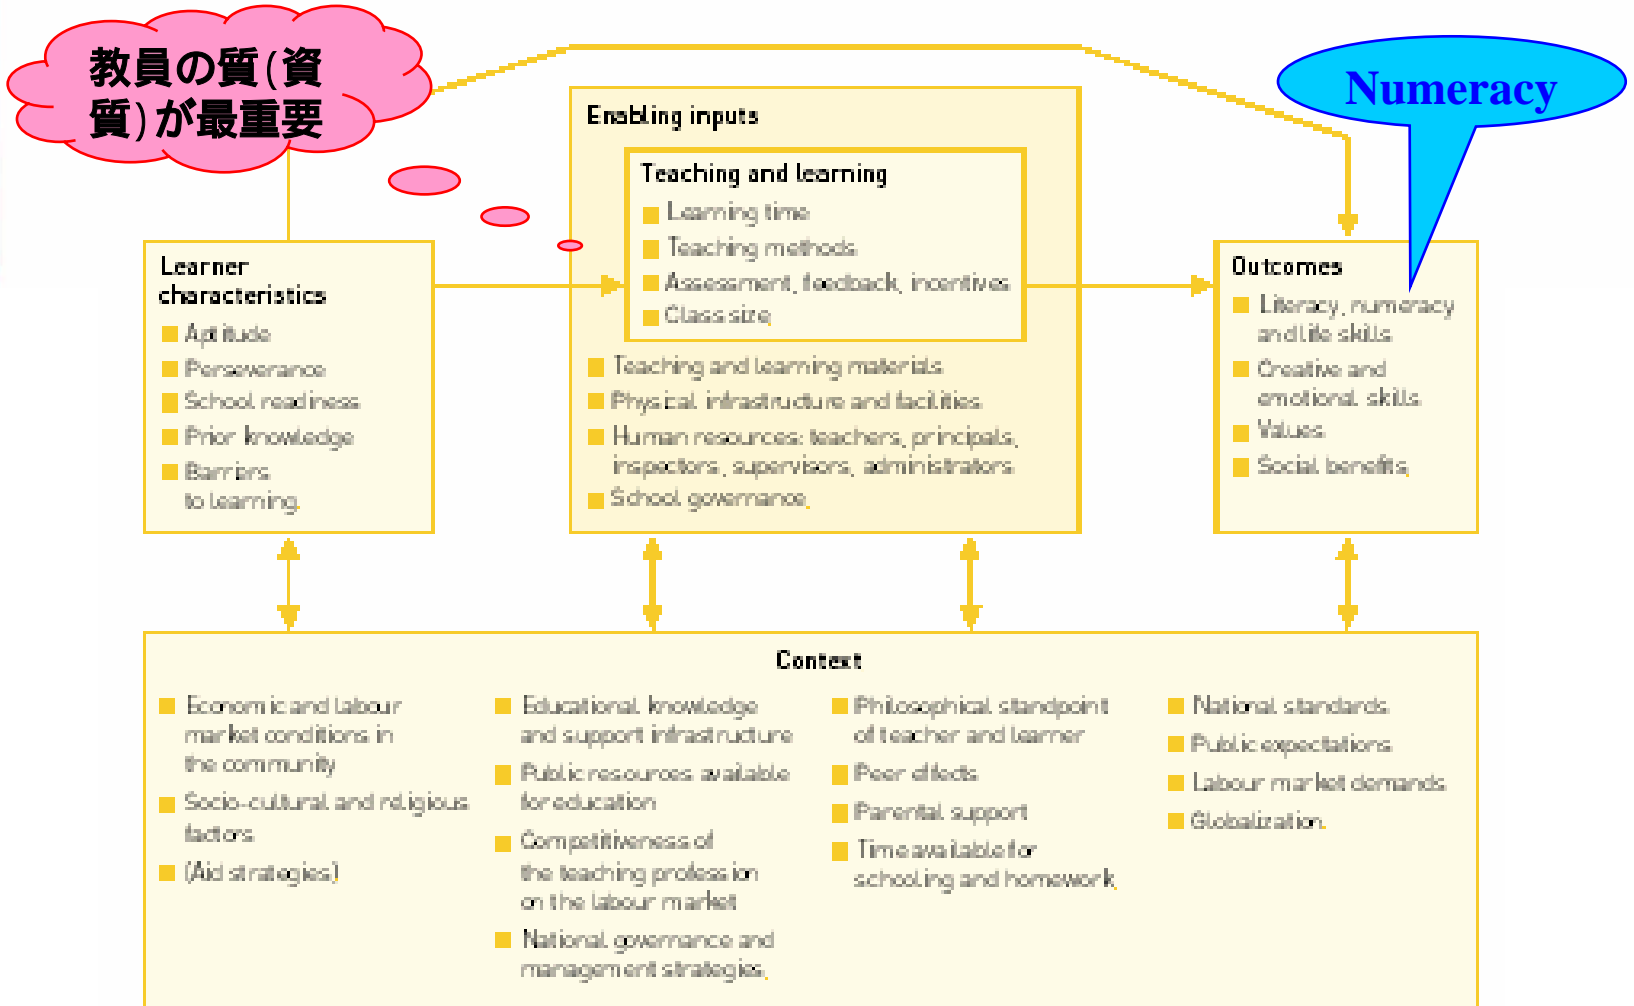 教員の質(資
質)が最重要
Numeracy
Enabling inputs
Teaching and learning
Learning time
Teaching methods
Assessment, feedback, incentives
Class size
Teaching and learning materials
Physical infrastructure and facilities
Human resources: teachers, principals,
inspectors, supervisors, administrators
School governance
Learner
characteristics
Aptitude
Perseverance
School readiness
Prior knowledge
Barriers
to learning
Outcomes
Literacy, numeracy
and life skills
Creative and
emotional skills
Values
Social benefits
Context
Economic and labour
market conditions in
the community
Socio-cultural and religious
factors
(Aid strategies)
Educational knowledge
and support infrastructure
Public resources available
for education
Competitiveness of
the teaching profession
on the labour market
National governance and
management strategies
Philosophical standpoint
of teacher and learner
Peer effects
Parental support
Time available for
schooling and homework
National standards
Public expectations
Labour market demands
Globalization